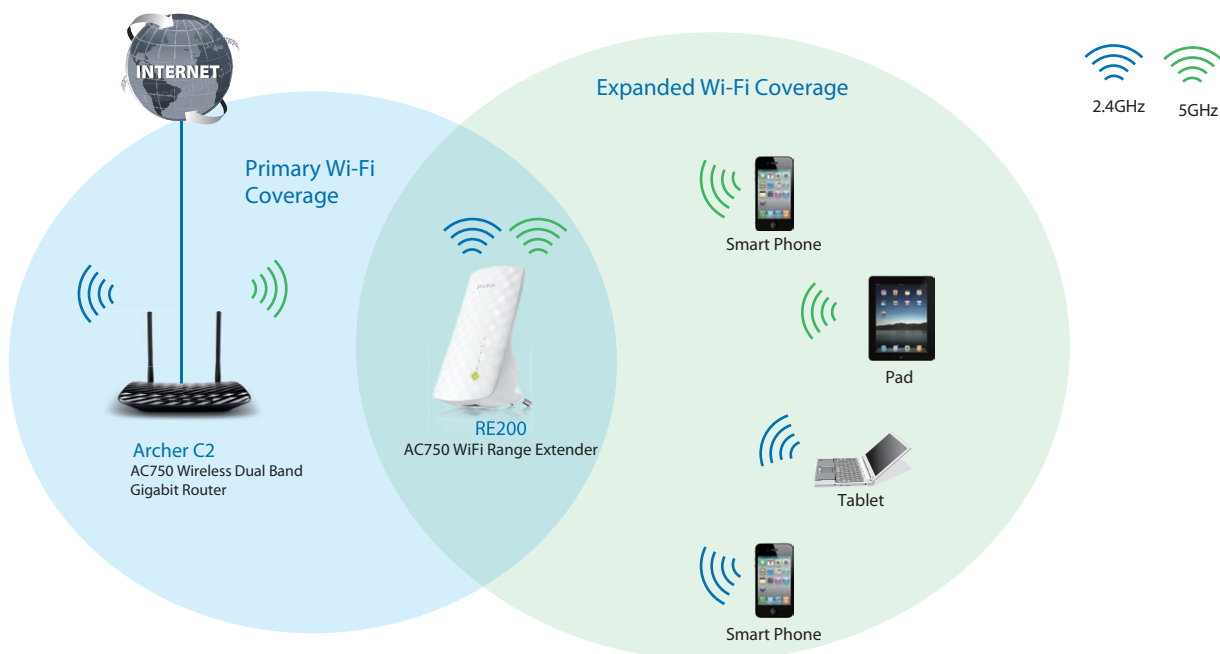 INTERNET
Expanded Wi-Fi Coverage
2.4GHz
5GHz
Primary Wi-Fi
Coverage
Smart Phone
Pad
RE200
AC750 WiFi Range Extender
Archer C2
AC750 Wireless Dual Band
Gigabit Router
Tablet
Smart Phone